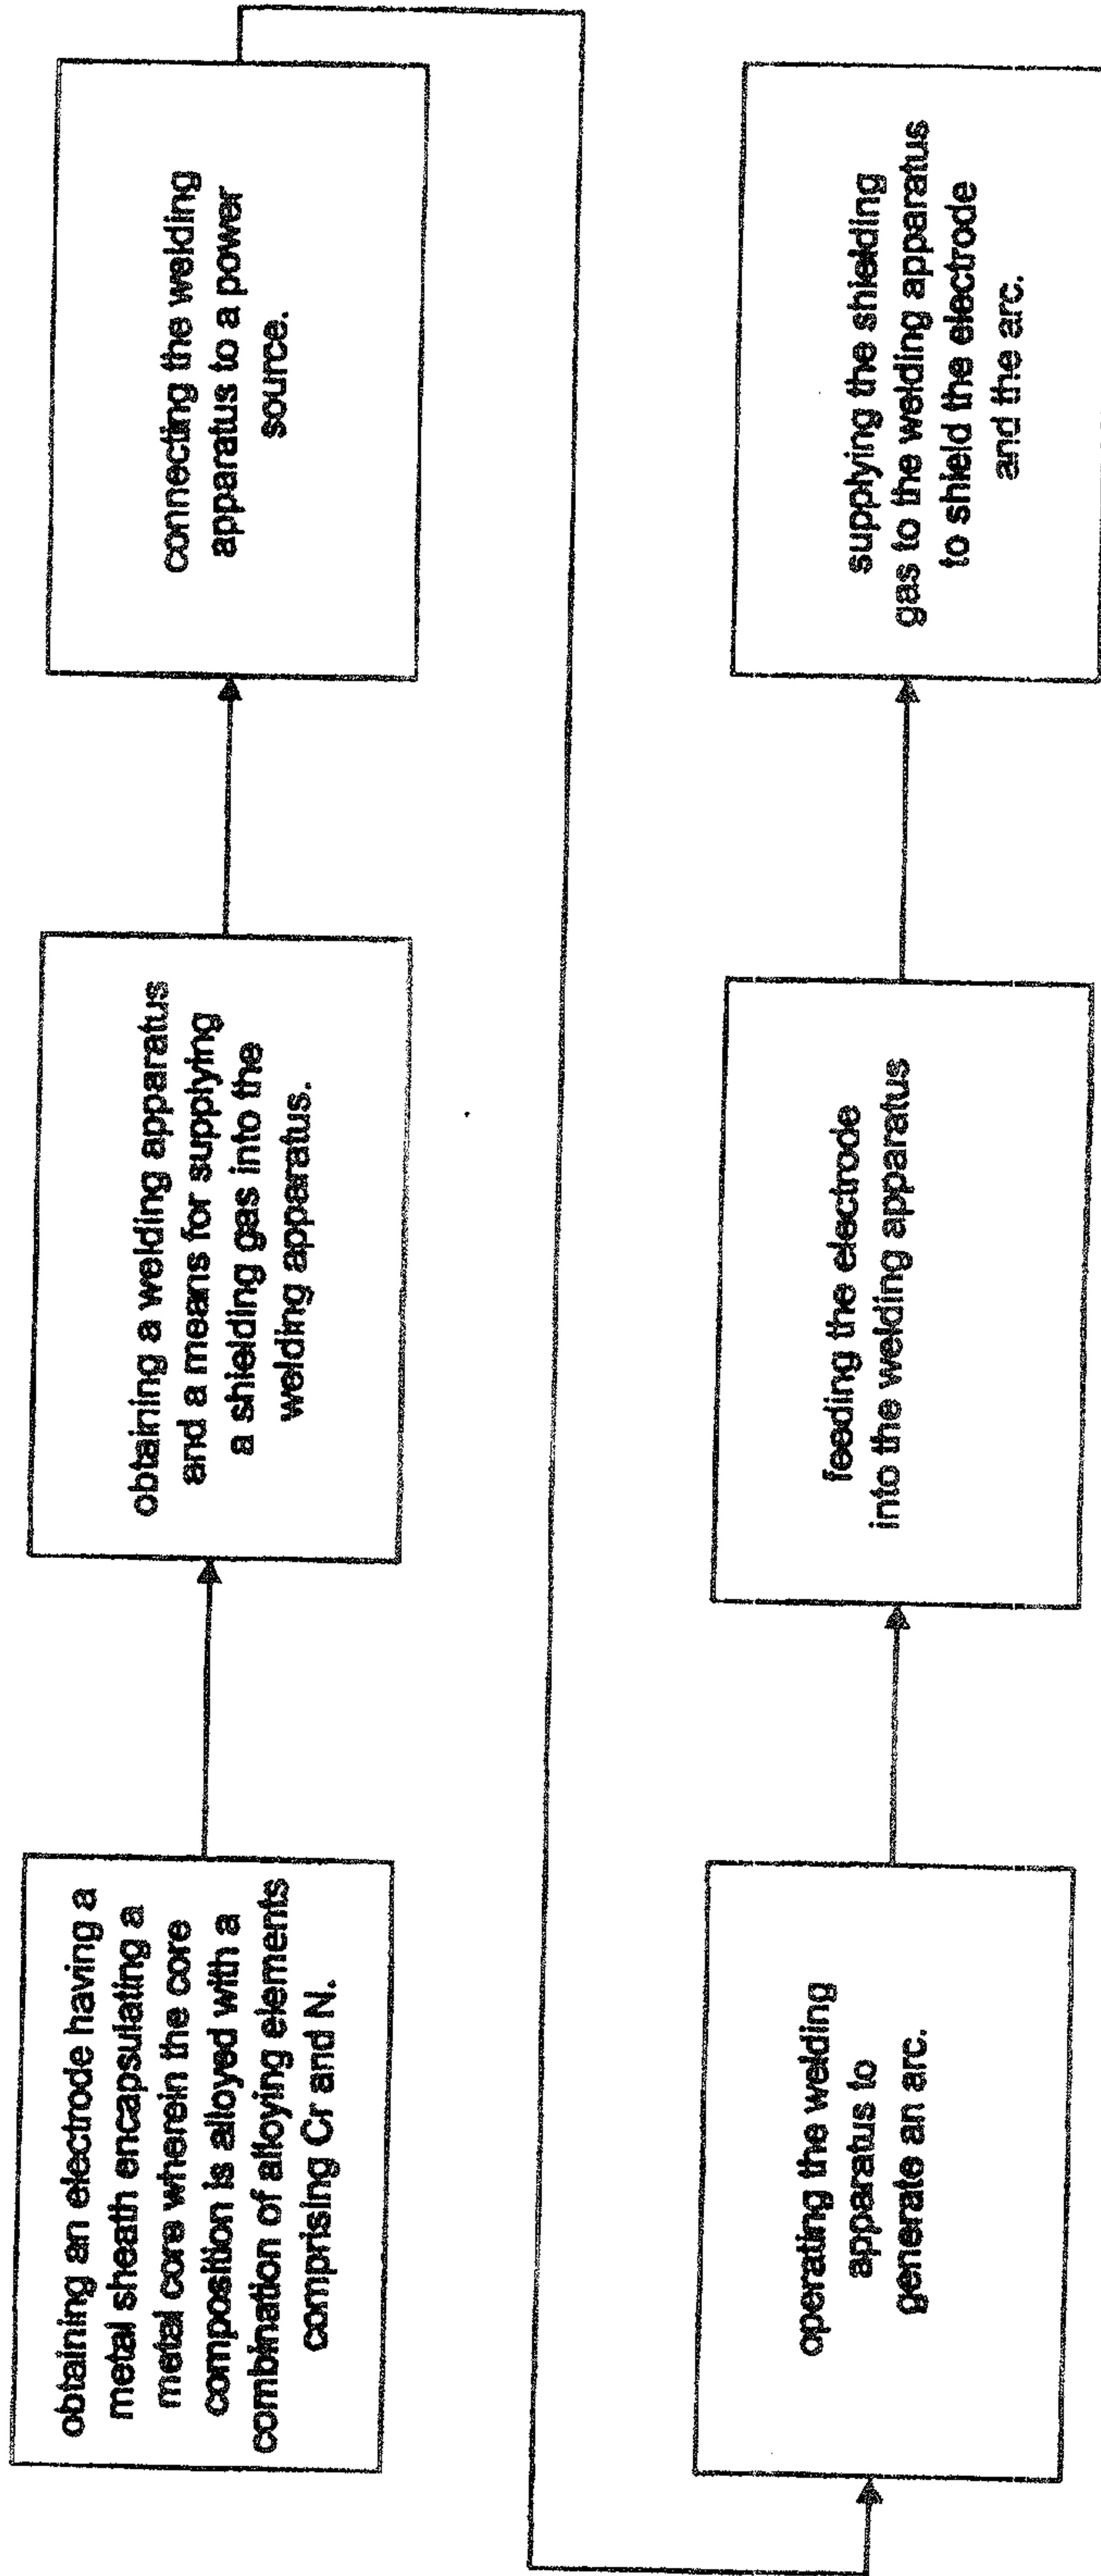 obtaining an electrode having a
metal sheath encapsulating a
metal core wherein the core
composition is alloyed with a
combination of alloying elements
comprising Cr and N.
obtaining a welding apparatus
and a means for supplying
a shielding gas into the
welding apparatus.
connecting the welding
apparatus to a power
source.
operating the welding
apparatus to
generate an arc.
feeding the electrode
into the welding apparatus
supplying the shielding
gas to the welding apparatus
to shield the electrode
and the arc.